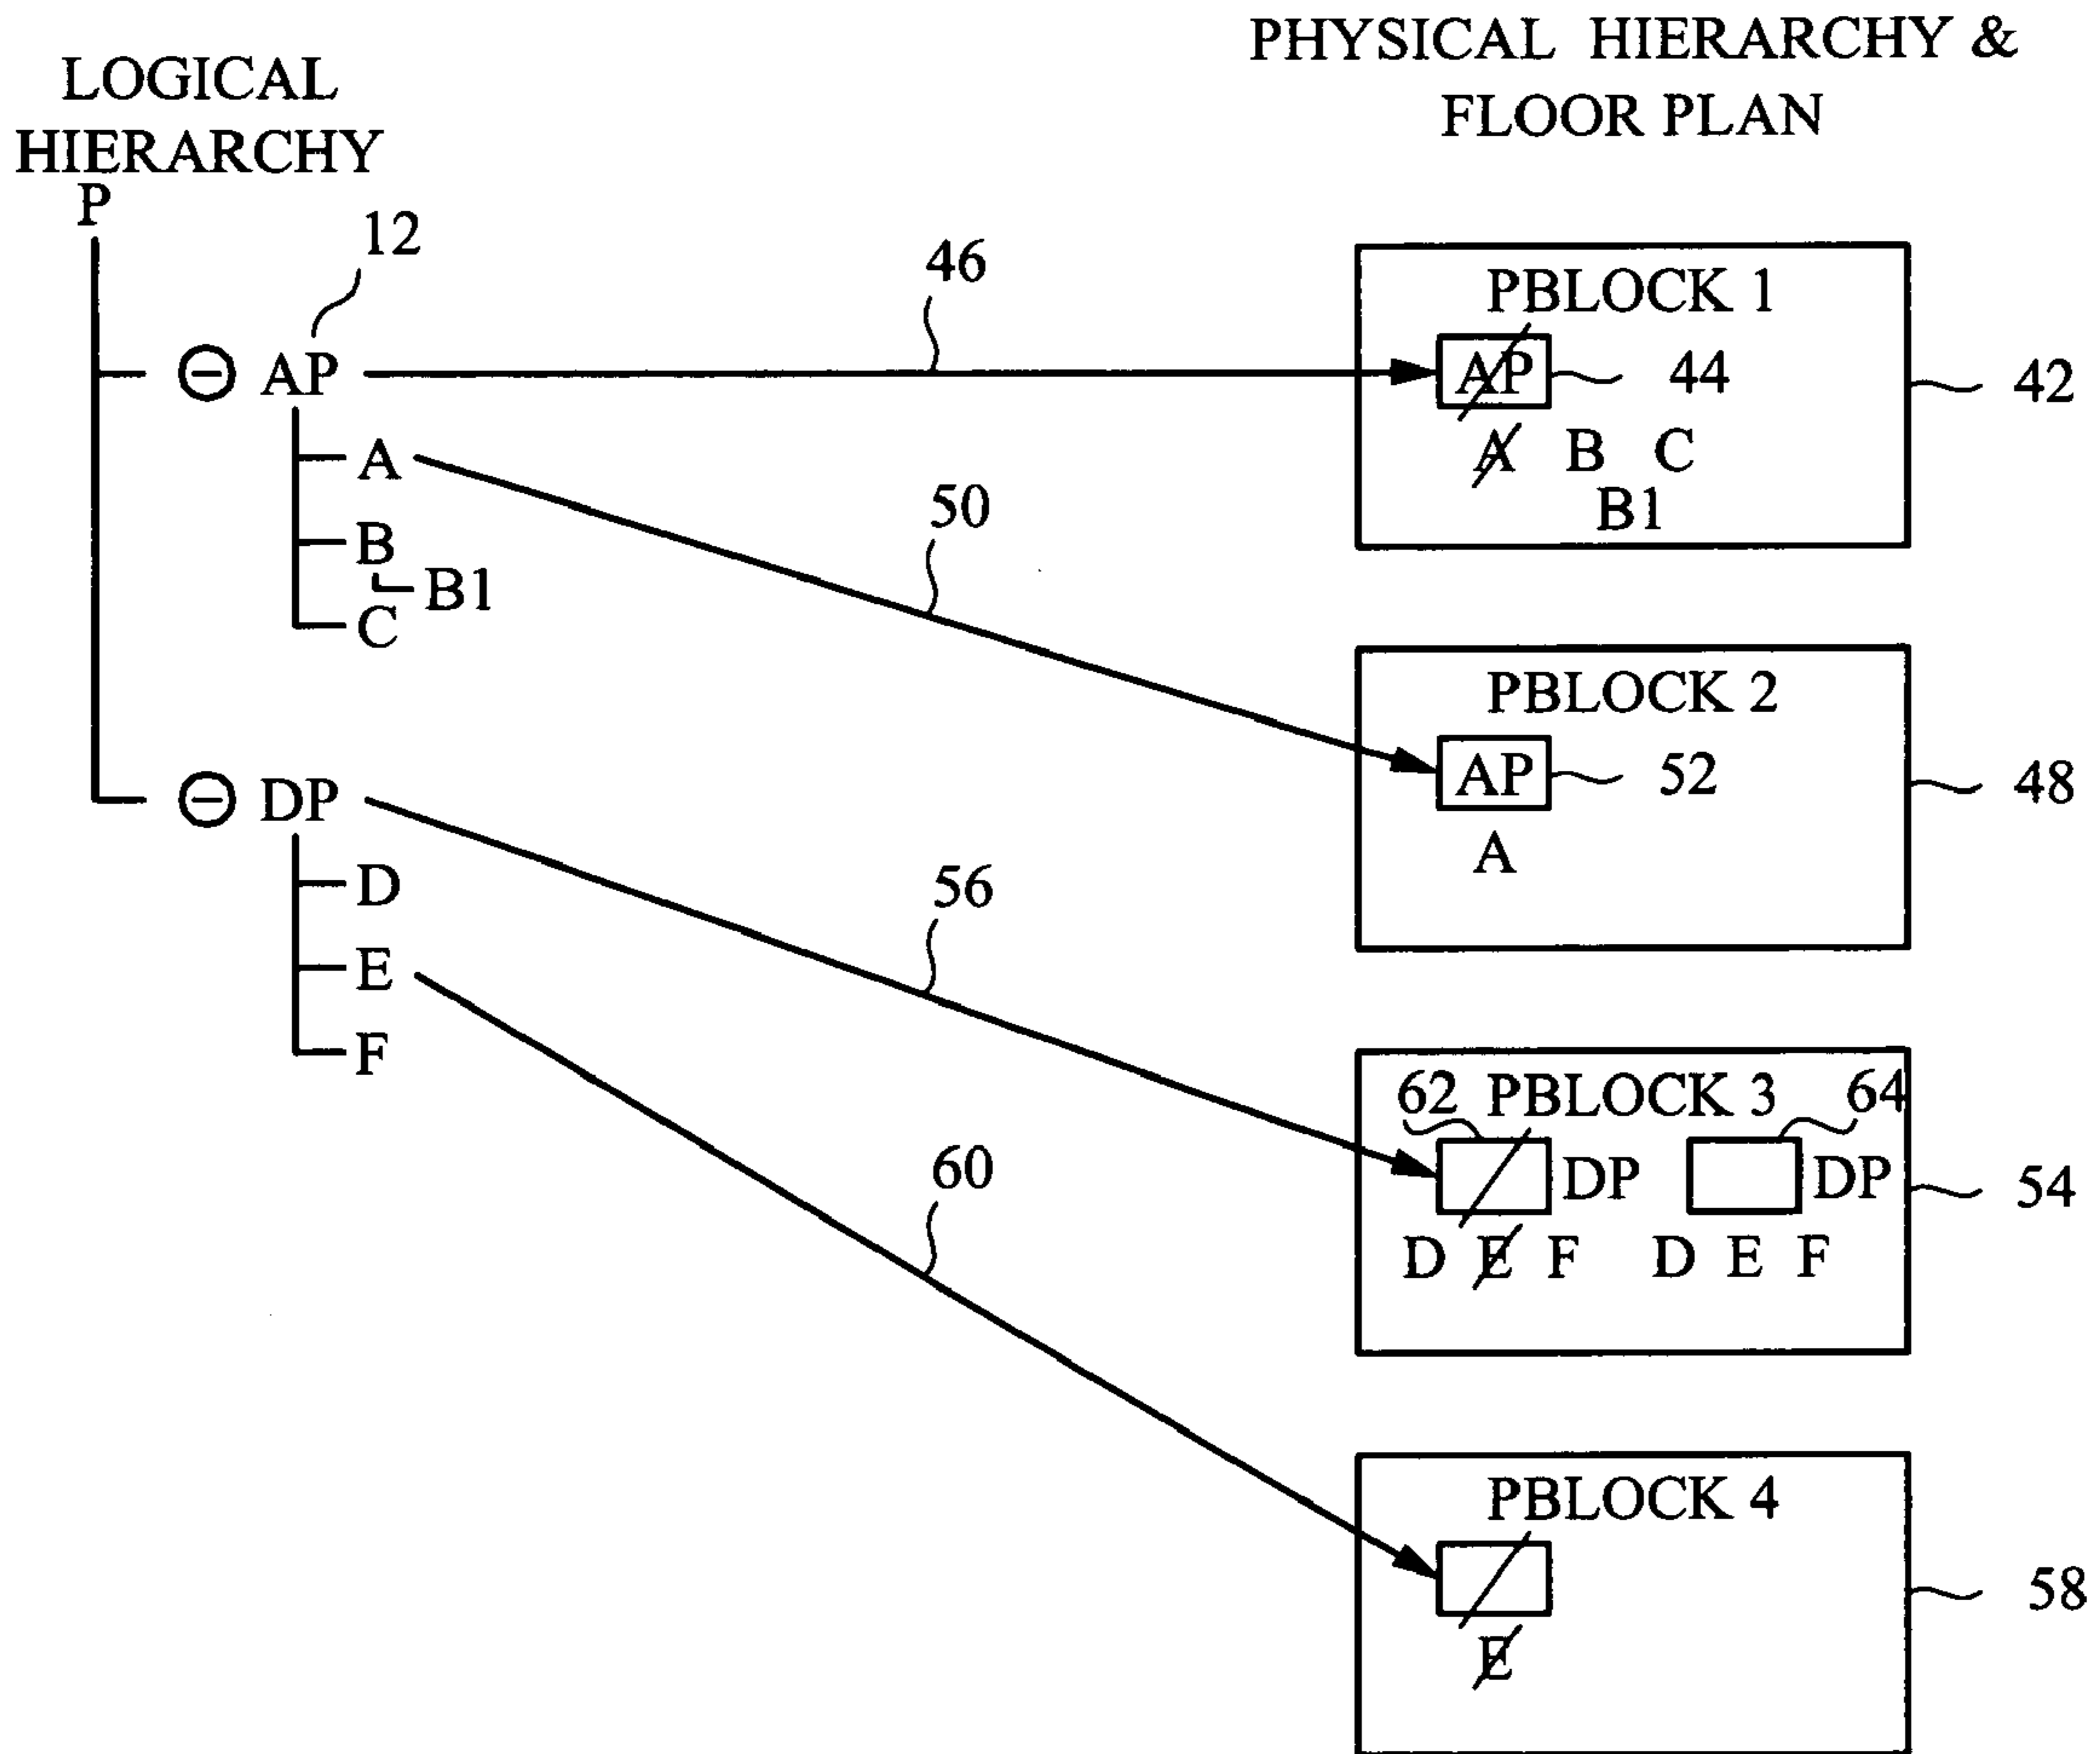 LOGICAL
HIERARCHY
P
12
AP
A
B
B1
C
DP
D
E
F
46
50
56
60
PHYSICAL HIERARCHY &
FLOOR PLAN
PBLOCK 1
AP
44
42
A B C
B1
PBLOCK 2
AP
52
48
A
62 PBLOCK 3 64
DP DP
54
D E F D E F
PBLOCK 4
58
E